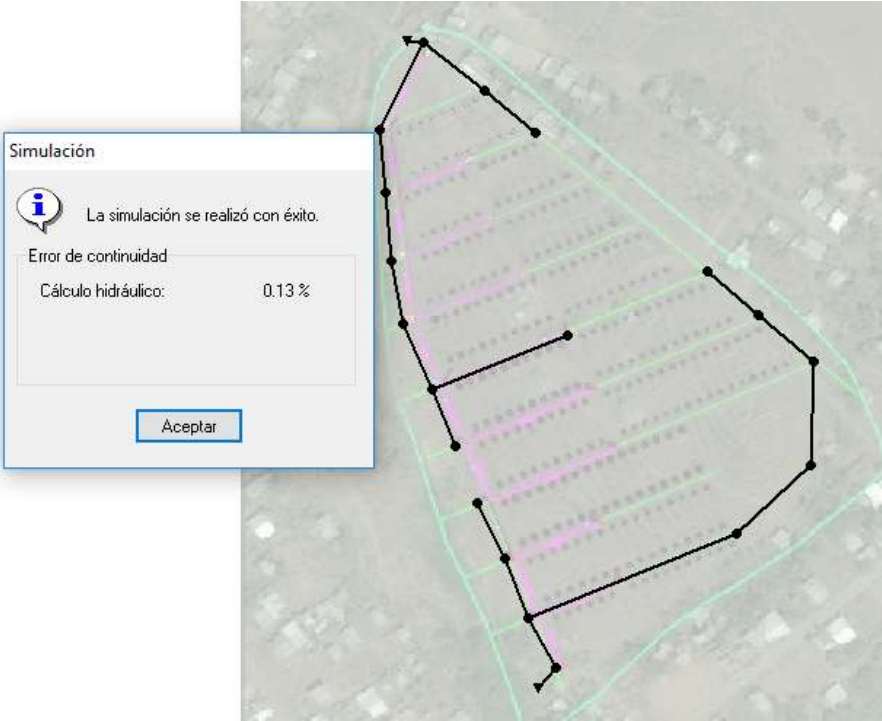 Simulación
La simulación se realizó con éxito.
Error de continuidad
Cálculo hidráulico:	0.13 %
Aceptar